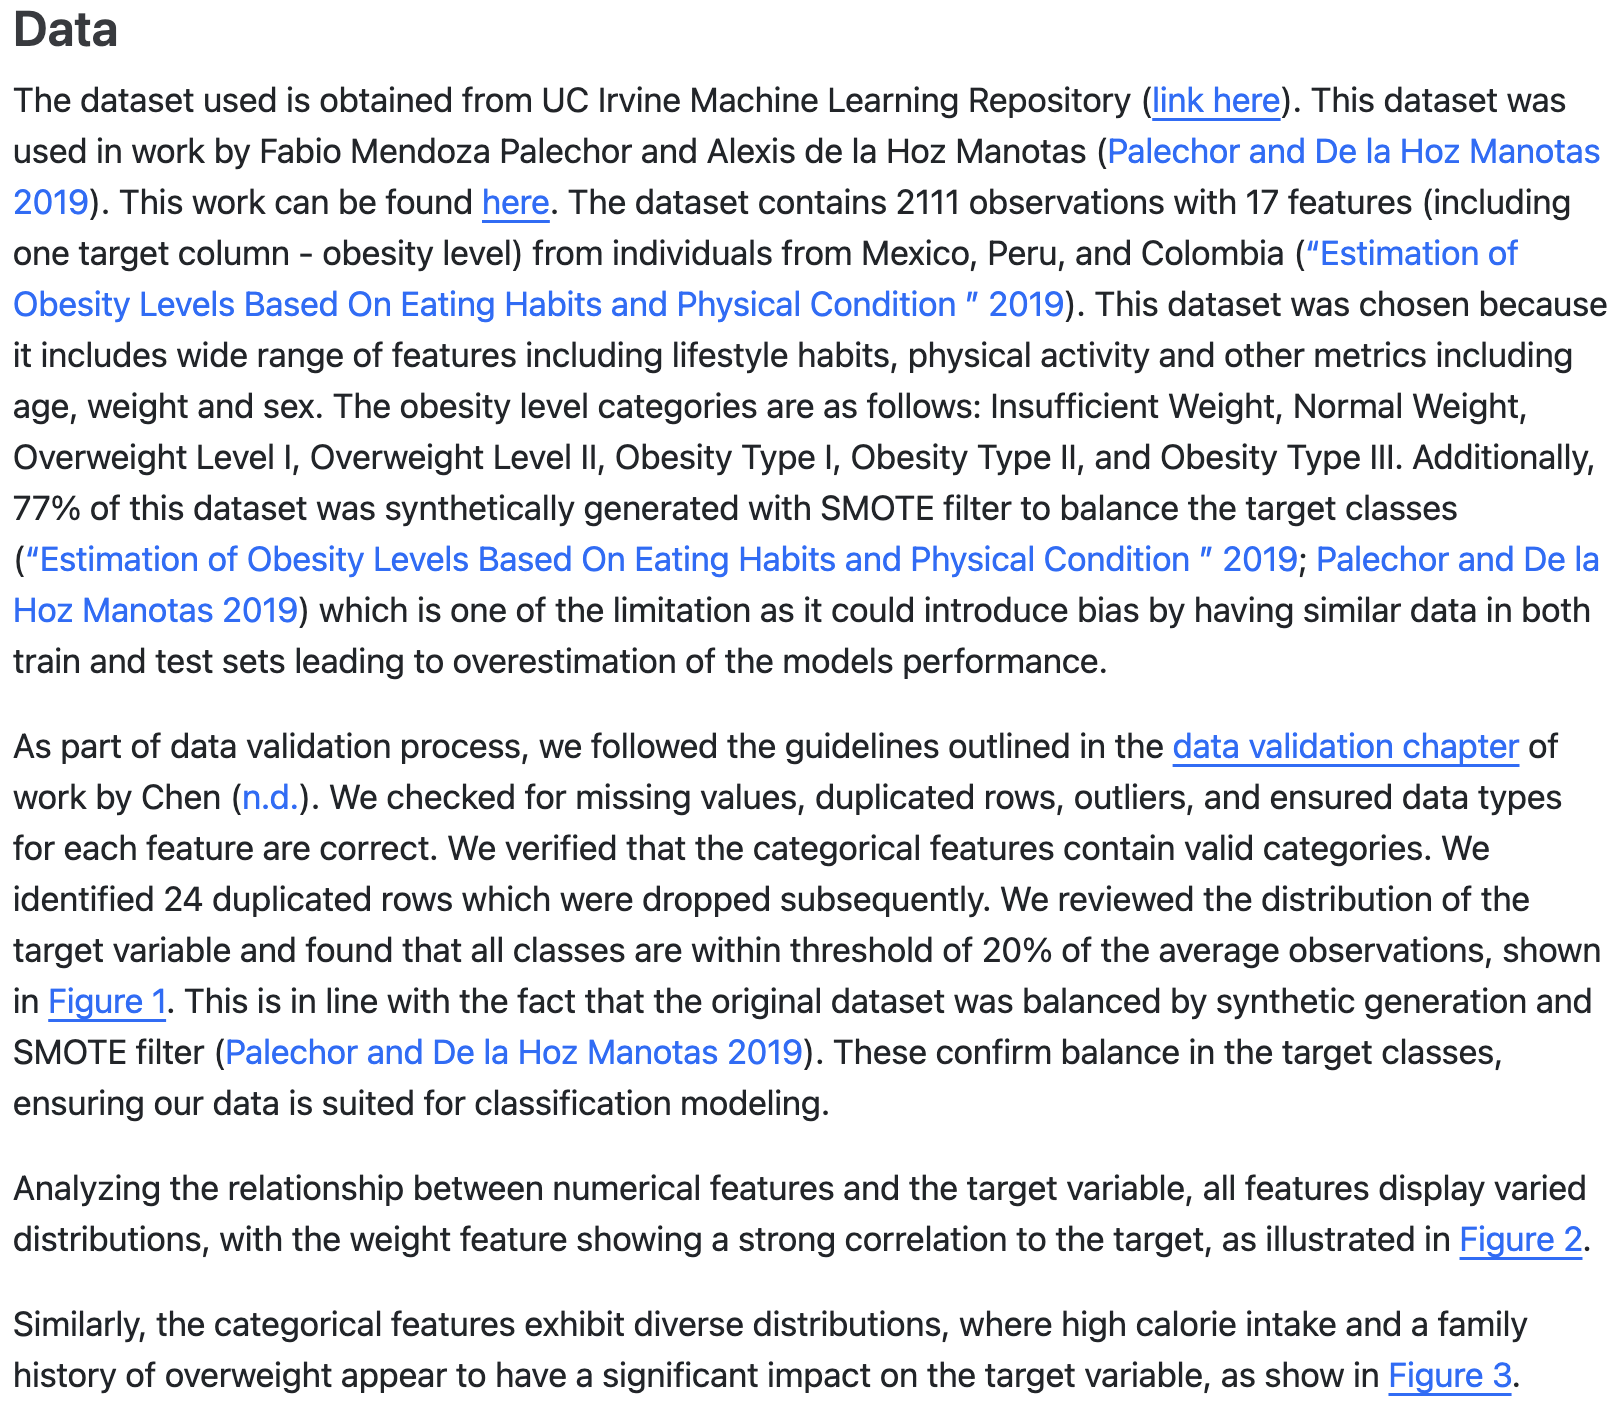 Data
The dataset used is obtained from UC Irvine Machine Learning Repository (link here). This dataset was
used in work by Fabio Mendoza Palechor and Alexis de la Hoz Manotas (Palechor and De la Hoz Manotas
2019). This work can be found here. The dataset contains 2111 observations with 17 features (including
one target column - obesity level) from individuals from Mexico, Peru, and Colombia (“Estimation of
Obesity Levels Based On Eating Habits and Physical Condition ” 2019). This dataset was chosen because
it includes wide range of features including lifestyle habits, physical activity and other metrics including
age, weight and sex. The obesity level categories are as follows: Insufficient Weight, Normal Weight,
Overweight Level I, Overweight Level II, Obesity Type I, Obesity Type II, and Obesity Type III. Additionally,
77% of this dataset was synthetically generated with SMOTE filter to balance the target classes
(“Estimation of Obesity Levels Based On Eating Habits and Physical Condition ” 2019; Palechor and De la
Hoz Manotas 2019) which is one of the limitation as it could introduce bias by having similar data in both
train and test sets leading to overestimation of the models performance.
As part of data validation process, we followed the guidelines outlined in the data validation chapter of
work by Chen (n.d.). We checked for missing values, duplicated rows, outliers, and ensured data types
for each feature are correct. We verified that the categorical features contain valid categories. We
identified 24 duplicated rows which were dropped subsequently. We reviewed the distribution of the
target variable and found that all classes are within threshold of 20% of the average observations, shown
in Figure 1. This is in line with the fact that the original dataset was balanced by synthetic generation and
SMOTE filter (Palechor and De la Hoz Manotas 2019). These confirm balance in the target classes,
ensuring our data is suited for classification modeling.
Analyzing the relationship between numerical features and the target variable, all features display varied
distributions, with the weight feature showing a strong correlation to the target, as illustrated in Figure 2.
Similarly, the categorical features exhibit diverse distributions, where high calorie intake and a family
history of overweight appear to have a significant impact on the target variable, as show in Figure 3.